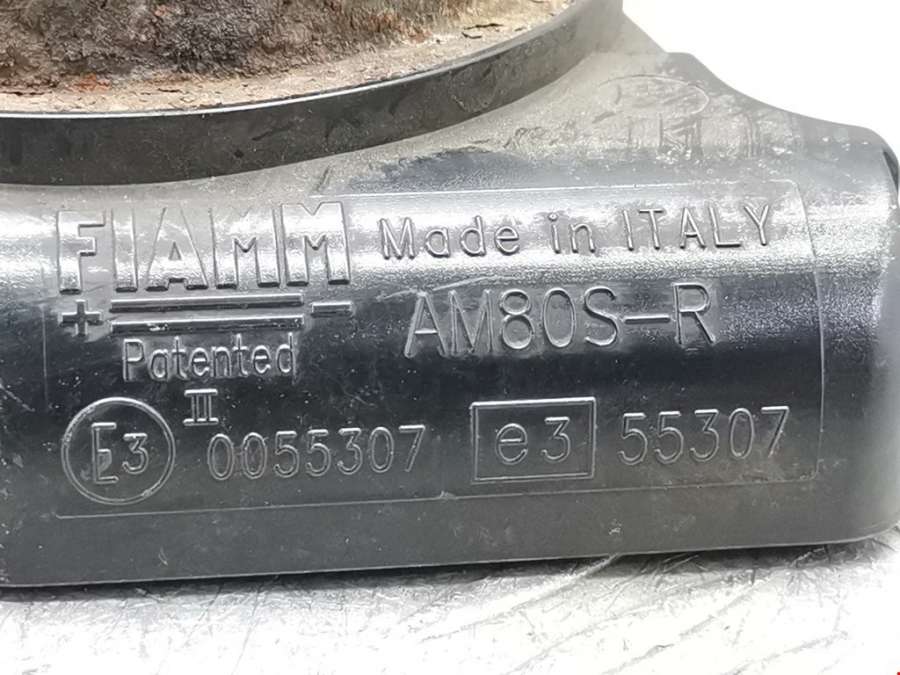 FIAMM Made in ITALY
+ -
AM80S-R
Patented
E3 II 0055307 e3 55307